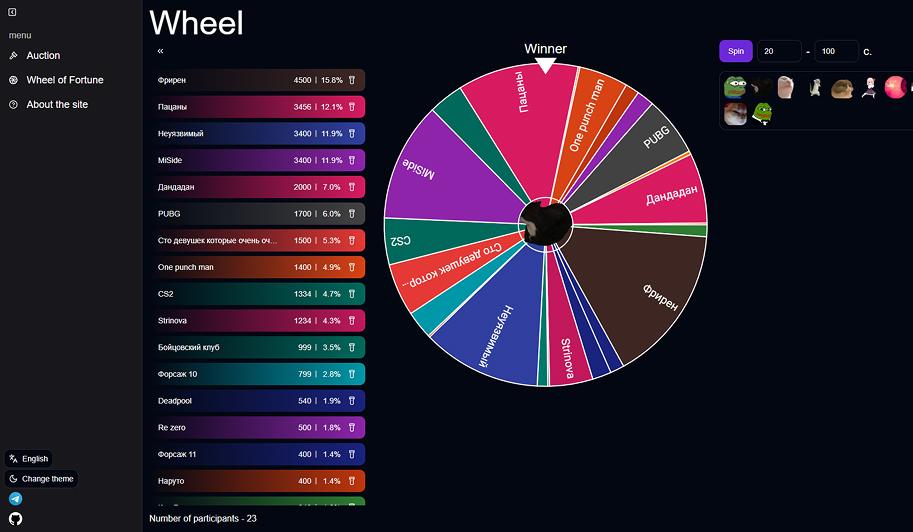 Wheel
menu
Auction
Wheel of Fortune
About the site
«
Фрирен 4500 | 15.8%
Пацаны 3456 | 12.1%
Неуязвимый 3400 | 11.9%
MiSide 3400 | 11.9%
Дандадан 2000 | 7.0%
PUBG 1700 | 6.0%
Сто девушек которые очень оч... 1500 | 5.3%
One punch man 1400 | 4.9%
CS2 1334 | 4.7%
Strinova 1234 | 4.3%
Бойцовский клуб 999 | 3.5%
Форсаж 10 799 | 2.8%
Deadpool 540 | 1.9%
Re zero 500 | 1.8%
Форсаж 11 400 | 1.4%
Наруто 400 | 1.4%
Number of participants - 23
Winner
Пацаны
One punch man
PUBG
Дандадан
Фрирен
Strinova
Неуязвимый
Сто девушек котор...
CS2
MiSide
Spin 20 - 100 с.
English
Change theme